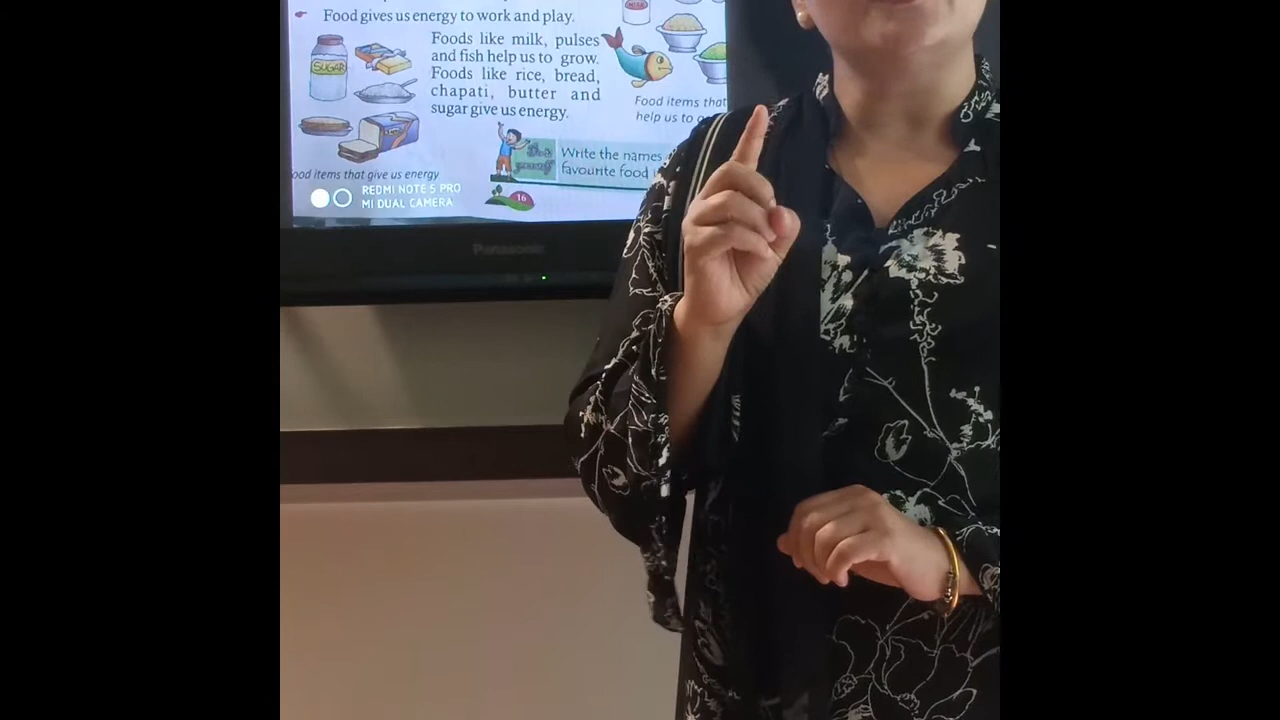 Food gives us energy to work and play.
SUGAR
Foods like milk, pulses
and fish help us to grow.
Foods like rice, bread,
chapati, butter and
sugar give us energy.
Food items that
help us to
ood items that give us energy
Write the names
favourite food
16
REDMI NOTE 5 PRO
MI DUAL CAMERA
Panasonic